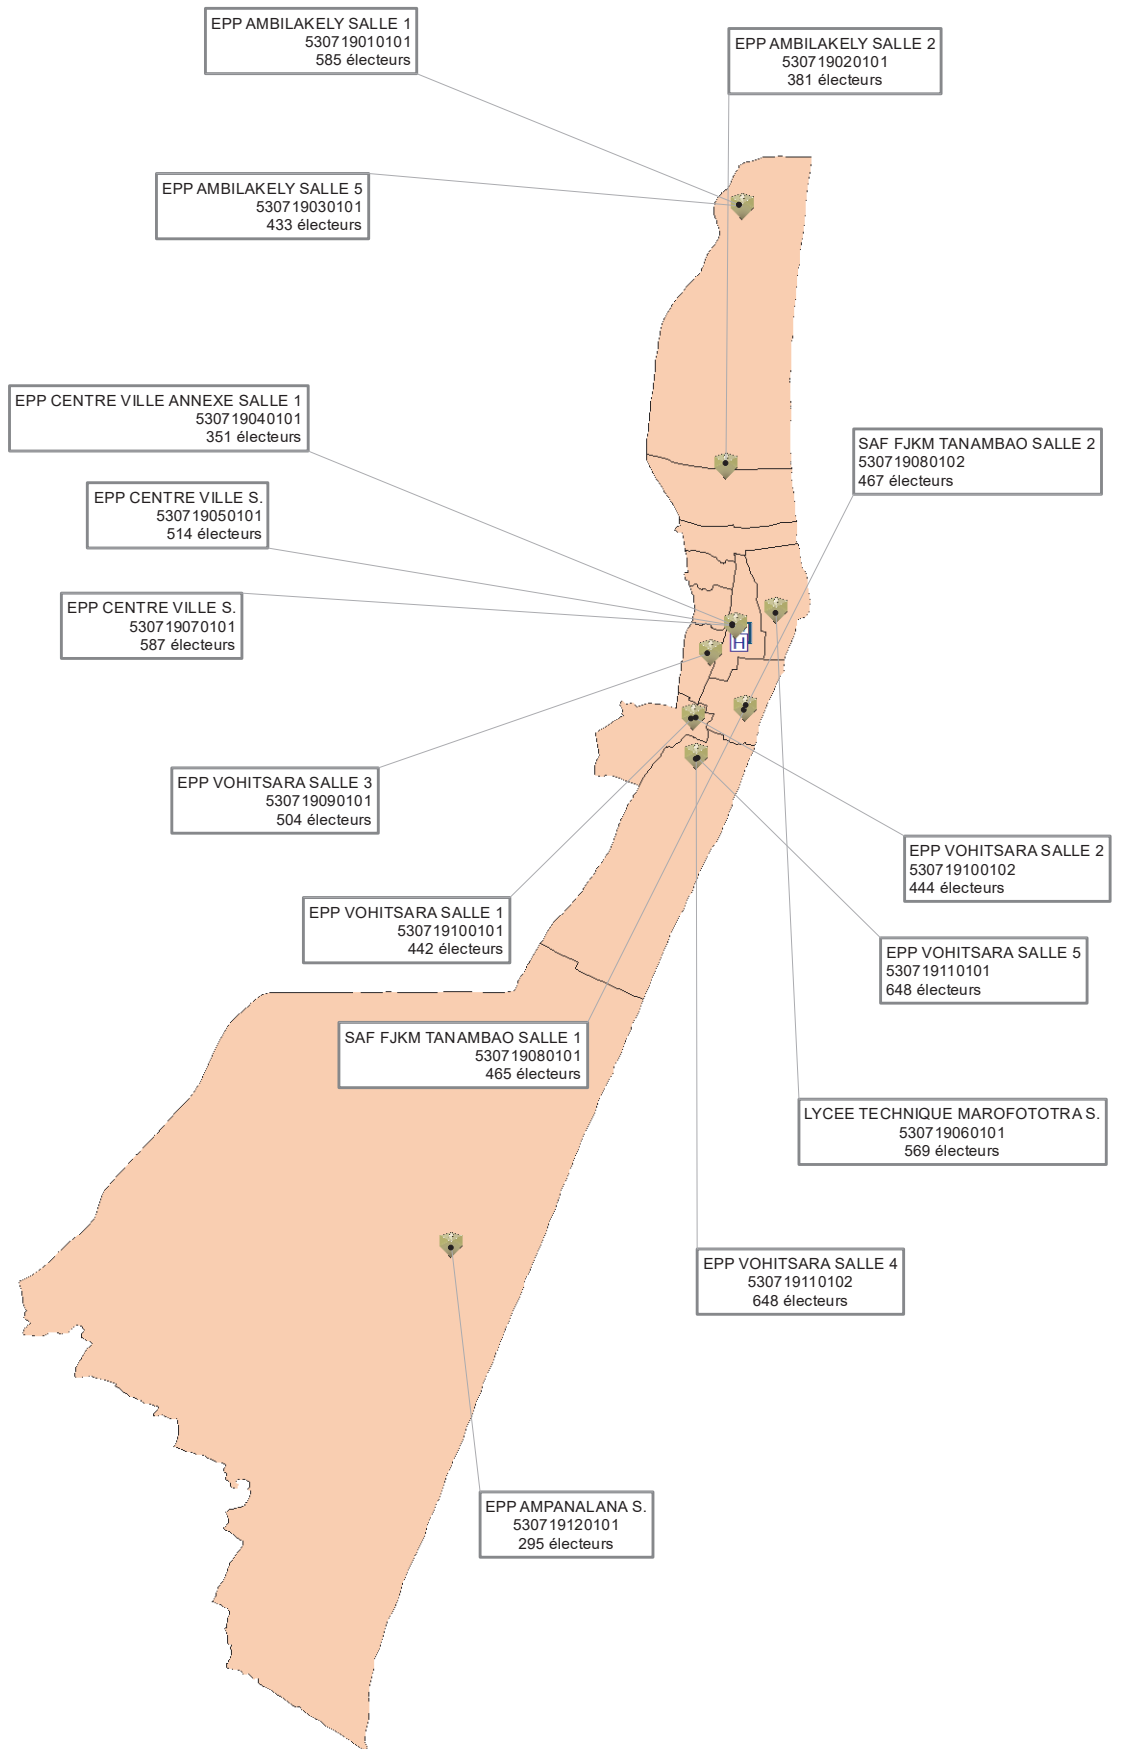 EPP AMBILAKELY SALLE 1
530719010101
585 électeurs
EPP AMBILAKELY SALLE 2
530719020101
381 électeurs
EPP AMBILAKELY SALLE 5
530719030101
433 électeurs
EPP CENTRE VILLE ANNEXE SALLE 1
530719040101
351 électeurs
SAF FJKM TANAMBAO SALLE 2
530719080102
467 électeurs
EPP CENTRE VILLE S.
530719050101
514 électeurs
EPP CENTRE VILLE S.
530719070101
587 électeurs
H
EPP VOHITSARA SALLE 3
530719090101
504 électeurs
EPP VOHITSARA SALLE 2
530719100102
444 électeurs
EPP VOHITSARA SALLE 1
530719100101
442 électeurs
EPP VOHITSARA SALLE 5
530719110101
648 électeurs
SAF FJKM TANAMBAO SALLE 1
530719080101
465 électeurs
LYCEE TECHNIQUE MAROFOTOTRA S.
530719060101
569 électeurs
EPP VOHITSARA SALLE 4
530719110102
648 électeurs
EPP AMPANALANA S.
530719120101
295 électeurs